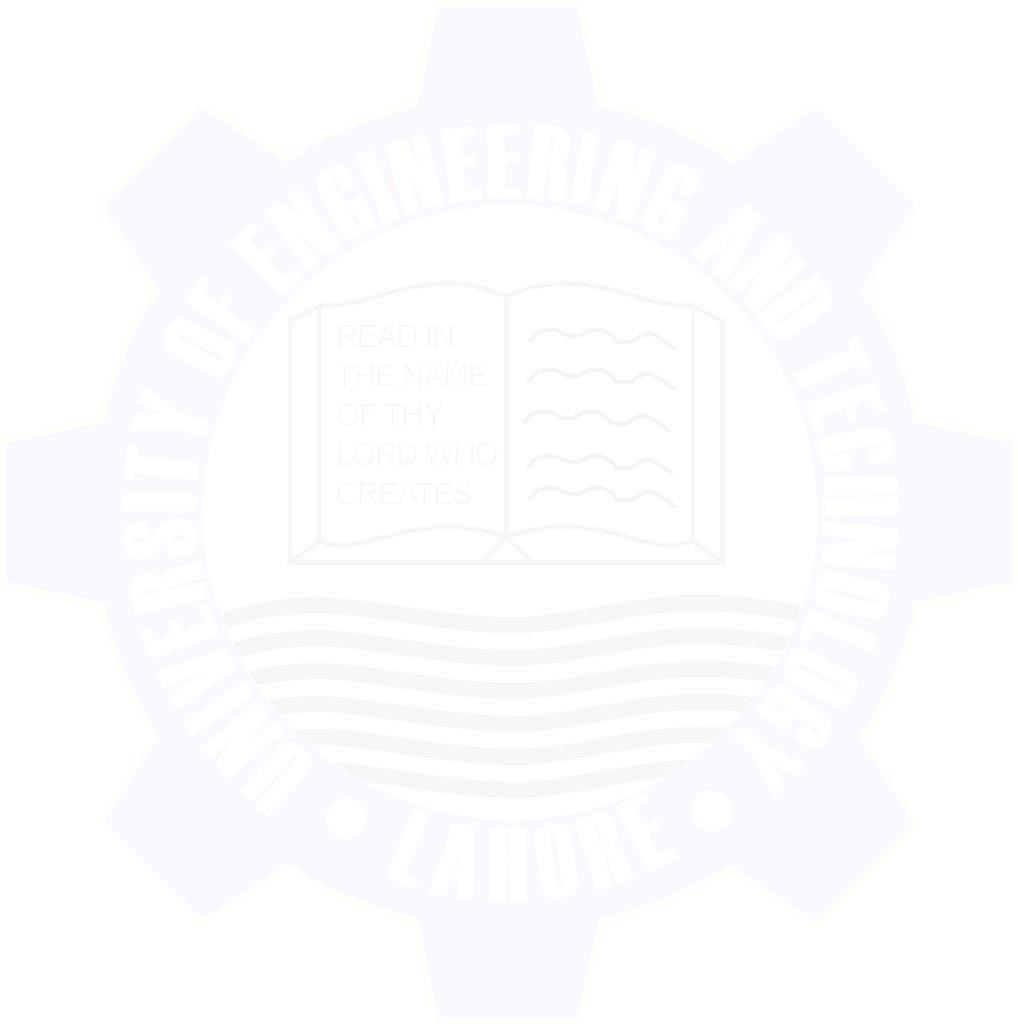 UNIVERSITY OF ENGINEERING AND TECHNOLOGY
READ IN
THE NAME
OF THY
LORD WHO
CREATES
• LAHORE •